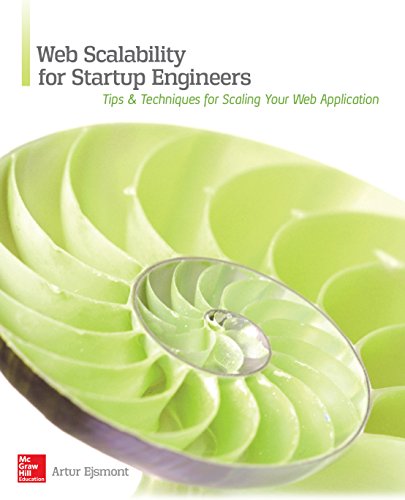 Web Scalability
for Startup Engineers
Tips & Techniques for Scaling Your Web Application
Mc
Graw
Hill
Education
Artur Ejsmont